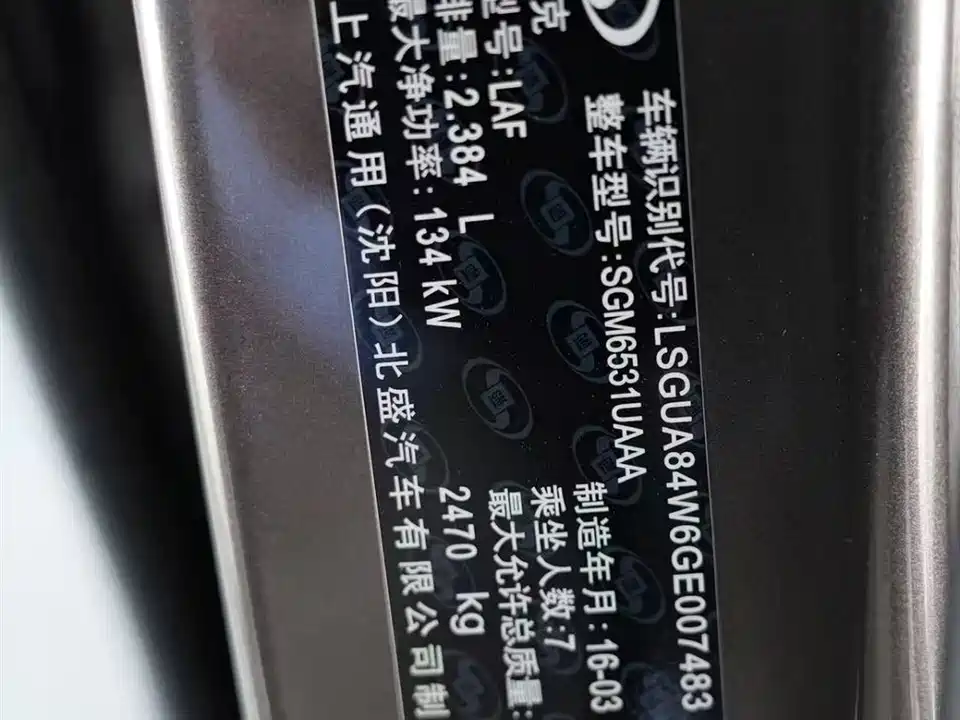 车辆识别代号:LSGUA84W6GE007483
整车型号:SGM6531UAAA 制造年月:16-03
克 乘坐人数:7
型号:LAF 最大允许总质量:
排量:2.384 L 2470 kg
最大净功率:134 kW
上汽通用(沈阳)北盛汽车有限公司制